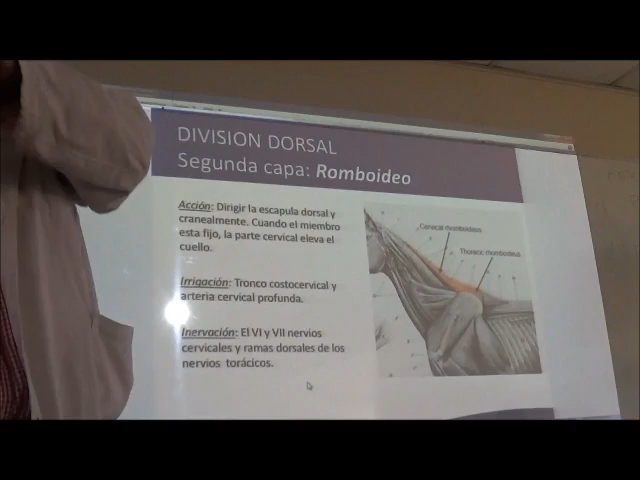 DIVISION DORSAL
Segunda capa: Romboideo
Acción: Dirigir la escapula dorsal y
cranealmente. Cuando el miembro
esta fijo, la parte cervical eleva el
cuello.
Irrigación: Tronco costocervical y
arteria cervical profunda.
Inervación: El VI y VII nervios
cervicales y ramas dorsales de los
nervios torácicos.
Cervical rhomboideus
Thoracic rhomboideus